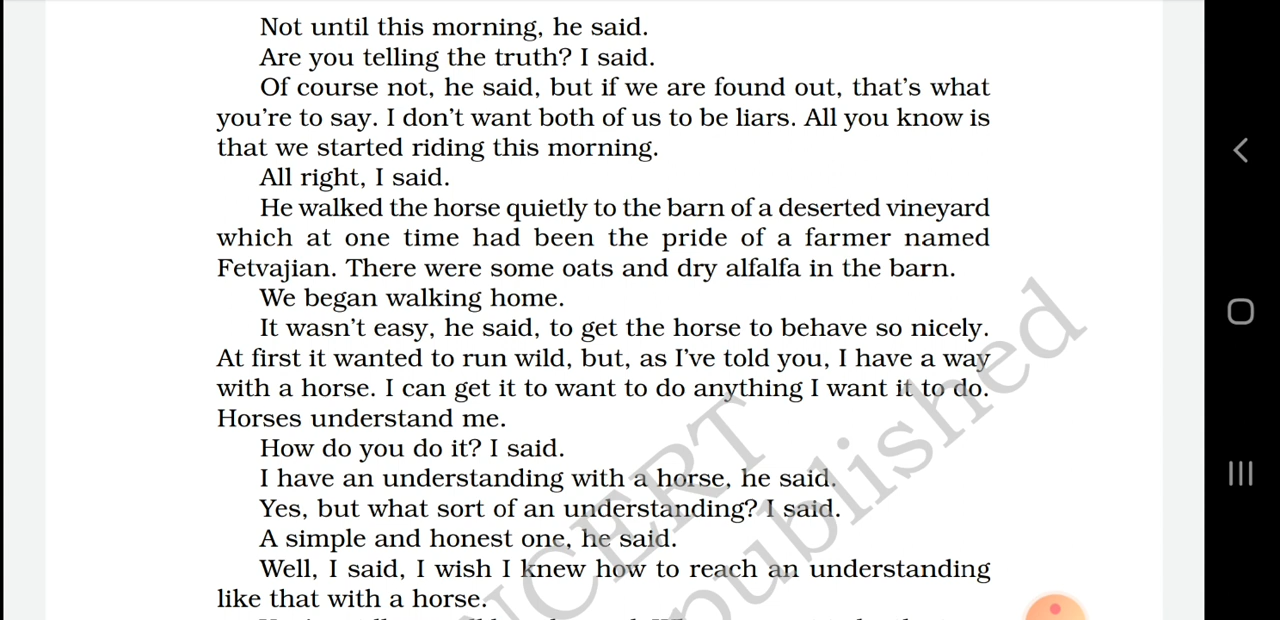 Not until this morning, he said.
Are you telling the truth? I said.
Of course not, he said, but if we are found out, that's what
you're to say. I don't want both of us to be liars. All you know is
that we started riding this morning.
All right, I said.
He walked the horse quietly to the barn of a deserted vineyard
which at one time had been the pride of a farmer named
Fetvajian. There were some oats and dry alfalfa in the barn.
We began walking home.
It wasn't easy, he said, to get the horse to behave so nicely.
At first it wanted to run wild, but, as I've told you, I have a way
with a horse. I can get it to want to do anything I want it to do.
Horses understand me.
How do you do it? I said.
I have an understanding with a horse, he said.
Yes, but what sort of an understanding? I said.
A simple and honest one, he said.
Well, I said, I wish I knew how to reach an understanding
like that with a horse.
NCERT
published